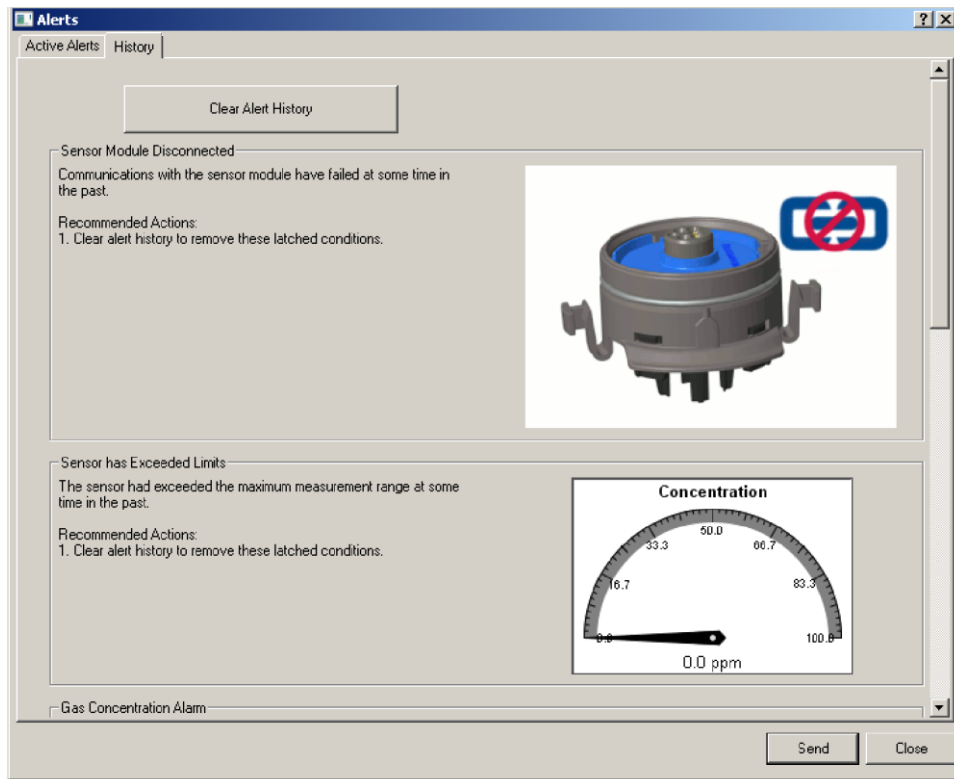 Alerts
Active Alerts
History
Clear Alert History
Sensor Module Disconnected
Communications with the sensor module have failed at some time in
the past.
Recommended Actions:
1. Clear alert history to remove these latched conditions.
Sensor has Exceeded Limits
The sensor had exceeded the maximum measurement range at some
time in the past.
Recommended Actions:
1. Clear alert history to remove these latched conditions.
Concentration
50.0
33.3
66.7
16.7
83.3
0.0
100.0
0.0 ppm
Gas Concentration Alarm
Send
Close